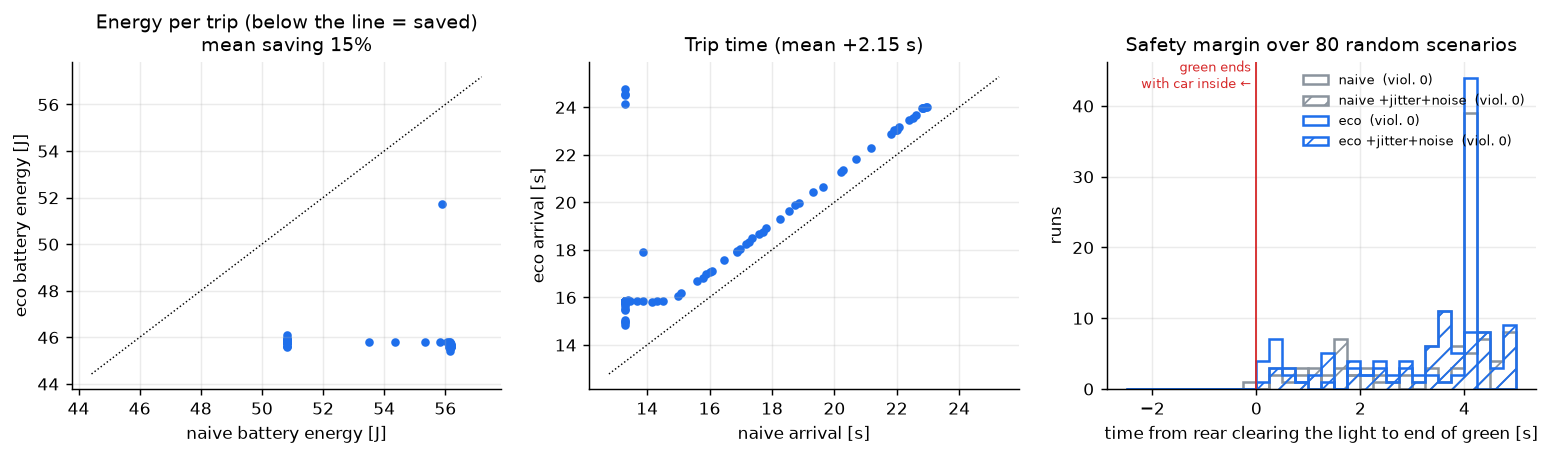 Energy per trip (below the line = saved)
mean saving 15%
eco battery energy [J]
56
54
52
50
48
46
44
44
46
48
50
52
54
56
naive battery energy [J]
Trip time (mean +2.15 s)
eco arrival [s]
24
22
20
18
16
14
14
16
18
20
22
24
naive arrival [s]
Safety margin over 80 random scenarios
green ends
with car inside ←
naive (viol. 0)
naive +jitter+noise (viol. 0)
eco (viol. 0)
eco +jitter+noise (viol. 0)
runs
40
30
20
10
0
−2
0
2
4
time from rear clearing the light to end of green [s]